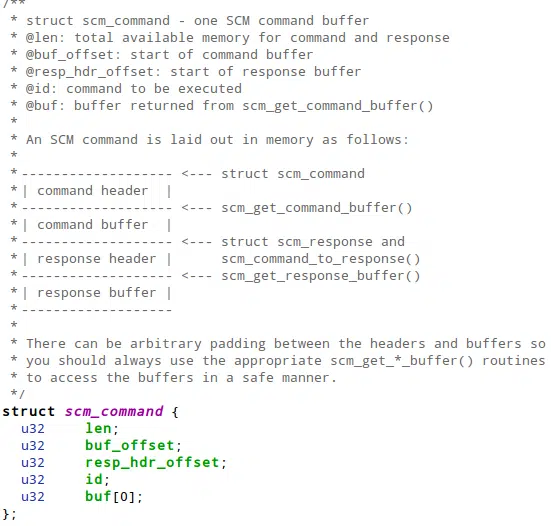 /**
 * struct scm_command - one SCM command buffer
 * @len: total available memory for command and response
 * @buf_offset: start of command buffer
 * @resp_hdr_offset: start of response buffer
 * @id: command to be executed
 * @buf: buffer returned from scm_get_command_buffer()
 *
 * An SCM command is laid out in memory as follows:
 *
 *------------------- <--- struct scm_command
 *| command header  |
 *------------------- <--- scm_get_command_buffer()
 *| command buffer  |
 *------------------- <--- struct scm_response and
 *| response header |      scm_command_to_response()
 *------------------- <--- scm_get_response_buffer()
 *| response buffer |
 *-------------------
 *
 * There can be arbitrary padding between the headers and buffers so
 * you should always use the appropriate scm_get_*_buffer() routines
 * to access the buffers in a safe manner.
 */
struct scm_command {
  u32     len;
  u32     buf_offset;
  u32     resp_hdr_offset;
  u32     id;
  u32     buf[0];
};